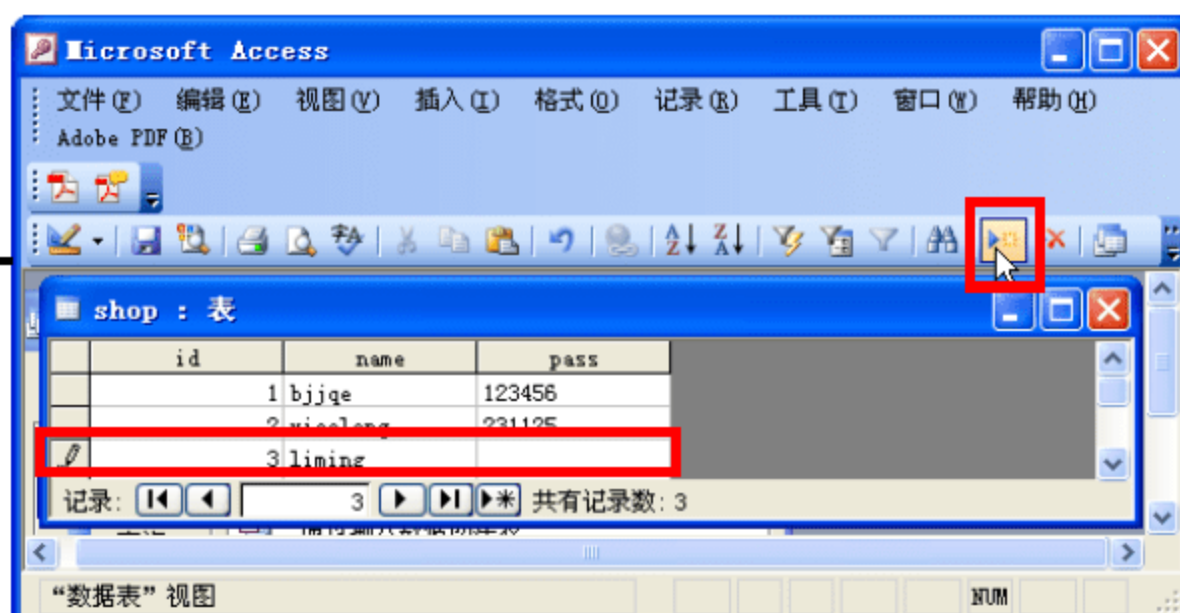 Microsoft Access
文件(F) 编辑(E) 视图(V) 插入(I) 格式(O) 记录(R) 工具(T) 窗口(W) 帮助(H)
Adobe PDF(B)
shop : 表
id name pass
1 bjjqe 123456
2 231125
3 liming
记录: 3 共有记录数: 3
“数据表”视图 NUM